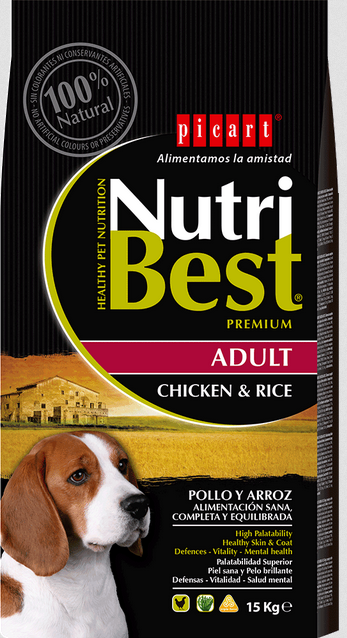 SIN COLORANTES NI CONSERVANTES ARTIFICIALES
100%
Natural
NO ARTIFICIAL COLOURS OR PRESERVATIVES
picart®
Alimentamos la amistad
HEALTHY PET NUTRITION
Nutri
Best®
PREMIUM
ADULT
CHICKEN & RICE
POLLO Y ARROZ
ALIMENTACIÓN SANA,
COMPLETA Y EQUILIBRADA
High Palatability
Healthy Skin & Coat
Defences - Vitality - Mental health
Palatabilidad Superior
Piel sana y Pelo brillante
Defensas - Vitalidad - Salud mental
15 Kg℮